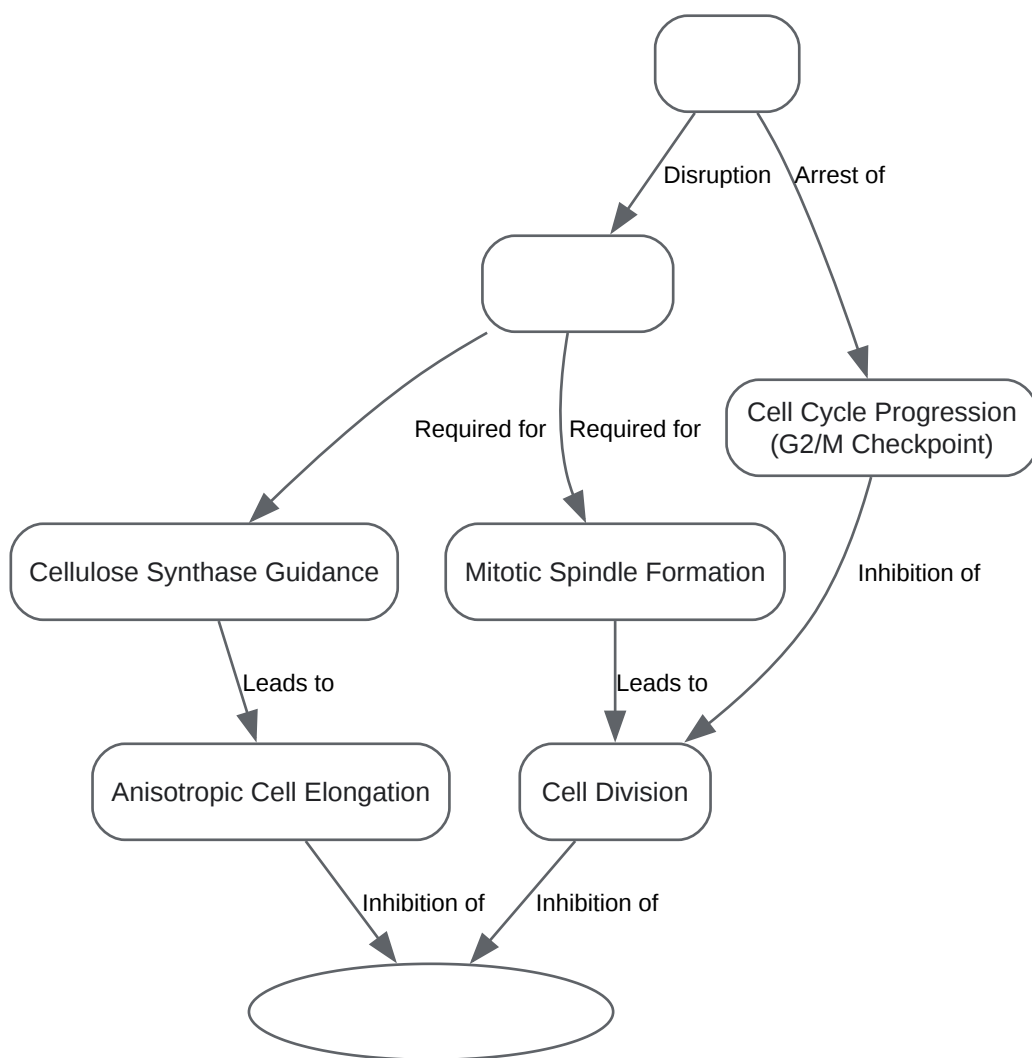 Disruption
Arrest of
Cell Cycle Progression
(G2/M Checkpoint)
Required for
Required for
Cellulose Synthase Guidance
Mitotic Spindle Formation
Inhibition of
Leads to
Leads to
Anisotropic Cell Elongation
Cell Division
Inhibition of
Inhibition of